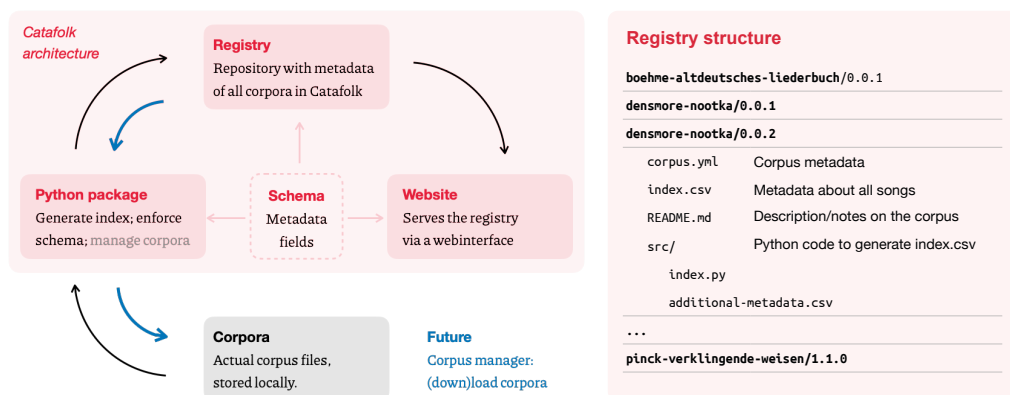 Catafolk
architecture
Registry
Repository with metadata
of all corpora in Catafolk
Python package
Generate index; enforce
schema; manage corpora
Schema
Metadata
fields
Website
Serves the registry
via a webinterface
Corpora
Actual corpus files,
stored locally.
Future
Corpus manager:
(down)load corpora
Registry structure
boehme-altdeutsches-liederbuch/0.0.1
densmore-nootka/0.0.1
densmore-nootka/0.0.2
corpus.yml Corpus metadata
index.csv Metadata about all songs
README.md Description/notes on the corpus
src/ Python code to generate index.csv
index.py
additional-metadata.csv
...
pinck-verklingende-weisen/1.1.0